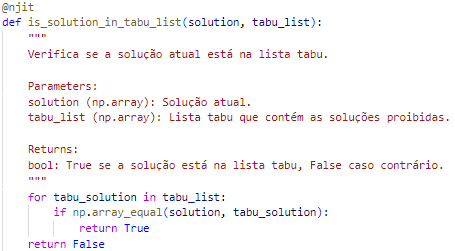 @njit
def is_solution_in_tabu_list(solution, tabu_list):
    """
    Verifica se a solução atual está na lista tabu.

    Parameters:
    solution (np.array): Solução atual.
    tabu_list (np.array): Lista tabu que contém as soluções proibidas.

    Returns:
    bool: True se a solução está na lista tabu, False caso contrário.
    """
    for tabu_solution in tabu_list:
        if np.array_equal(solution, tabu_solution):
            return True
    return False